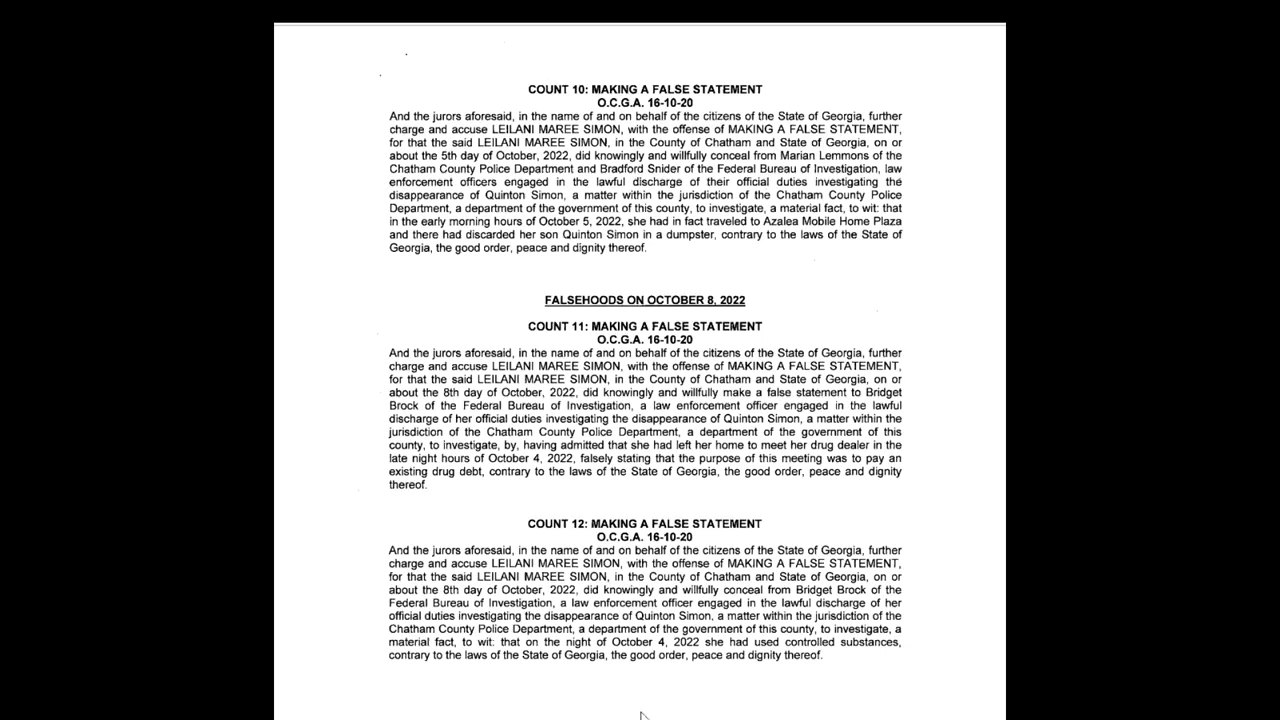 COUNT 10: MAKING A FALSE STATEMENT
O.C.G.A. 16-10-20
And the jurors aforesaid, in the name of and on behalf of the citizens of the State of Georgia, further
charge and accuse LEILANI MAREE SIMON, with the offense of MAKING A FALSE STATEMENT,
for that the said LEILANI MAREE SIMON, in the County of Chatham and State of Georgia, on or
about the 5th day of October, 2022, did knowingly and willfully conceal from Marian Lemmons of the
Chatham County Police Department and Bradford Snider of the Federal Bureau of Investigation, law
enforcement officers engaged in the lawful discharge of their official duties investigating the
disappearance of Quinton Simon, a matter within the jurisdiction of the Chatham County Police
Department, a department of the government of this county, to investigate, a material fact, to wit: that
in the early morning hours of October 5, 2022, she had in fact traveled to Azalea Mobile Home Plaza
and there had discarded her son Quinton Simon in a dumpster, contrary to the laws of the State of
Georgia, the good order, peace and dignity thereof.
FALSEHOODS ON OCTOBER 8, 2022
COUNT 11: MAKING A FALSE STATEMENT
O.C.G.A. 16-10-20
And the jurors aforesaid, in the name of and on behalf of the citizens of the State of Georgia, further
charge and accuse LEILANI MAREE SIMON, with the offense of MAKING A FALSE STATEMENT,
for that the said LEILANI MAREE SIMON, in the County of Chatham and State of Georgia, on or
about the 8th day of October, 2022, did knowingly and willfully make a false statement to Bridget
Brock of the Federal Bureau of Investigation, a law enforcement officer engaged in the lawful
discharge of her official duties investigating the disappearance of Quinton Simon, a matter within the
jurisdiction of the Chatham County Police Department, a department of the government of this
county, to investigate, by, having admitted that she had left her home to meet her drug dealer in the
late night hours of October 4, 2022, falsely stating that the purpose of this meeting was to pay an
existing drug debt, contrary to the laws of the State of Georgia, the good order, peace and dignity
thereof.
COUNT 12: MAKING A FALSE STATEMENT
O.C.G.A. 16-10-20
And the jurors aforesaid, in the name of and on behalf of the citizens of the State of Georgia, further
charge and accuse LEILANI MAREE SIMON, with the offense of MAKING A FALSE STATEMENT,
for that the said LEILANI MAREE SIMON, in the County of Chatham and State of Georgia, on or
about the 8th day of October, 2022, did knowingly and willfully conceal from Bridget Brock of the
Federal Bureau of Investigation, a law enforcement officer engaged in the lawful discharge of her
official duties investigating the disappearance of Quinton Simon, a matter within the jurisdiction of the
Chatham County Police Department, a department of the government of this county, to investigate, a
material fact, to wit: that on the night of October 4, 2022 she had used controlled substances,
contrary to the laws of the State of Georgia, the good order, peace and dignity thereof.